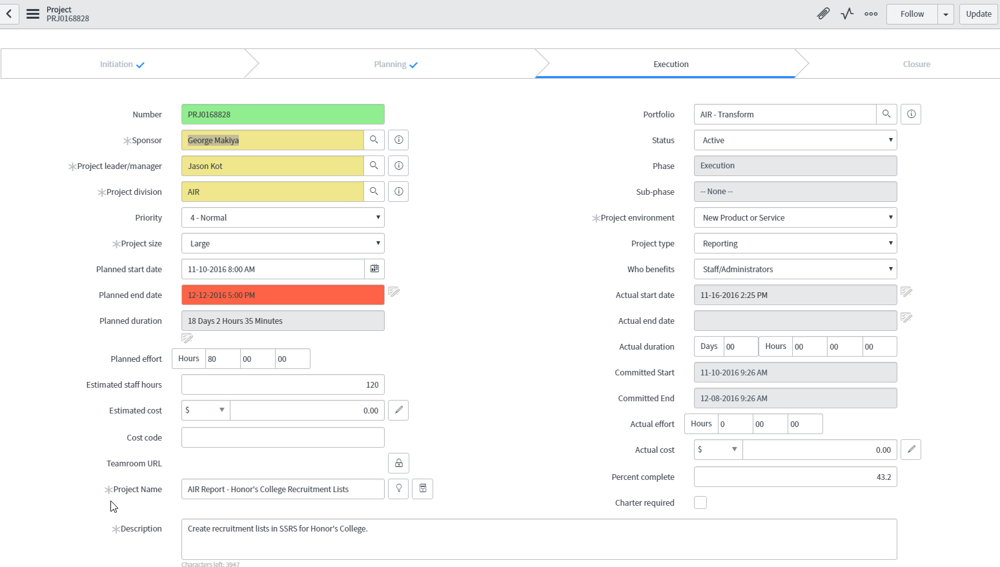 Project
PRJ0168828
Follow
Update
Initiation
Planning
Execution
Closure
Number PRJ0168828
Sponsor George Makiya
Project leader/manager Jason Kot
Project division AIR
Priority 4 - Normal
Project size Large
Planned start date 11-10-2016 8:00 AM
Planned end date 12-12-2016 5:00 PM
Planned duration 18 Days 2 Hours 35 Minutes
Planned effort Hours 80 00 00
Estimated staff hours 120
Estimated cost $ 0.00
Cost code
Teamroom URL
Project Name AIR Report - Honor's College Recruitment Lists
Portfolio AIR - Transform
Status Active
Phase Execution
Sub-phase -- None --
Project environment New Product or Service
Project type Reporting
Who benefits Staff/Administrators
Actual start date 11-16-2016 2:25 PM
Actual end date
Actual duration Days 00 Hours 00 00 00
Committed Start 11-10-2016 9:26 AM
Committed End 12-08-2016 9:26 AM
Actual effort Hours 0 00 00
Actual cost $ 0.00
Percent complete 43.2
Charter required
Description Create recruitment lists in SSRS for Honor's College.
Characters left: 3947